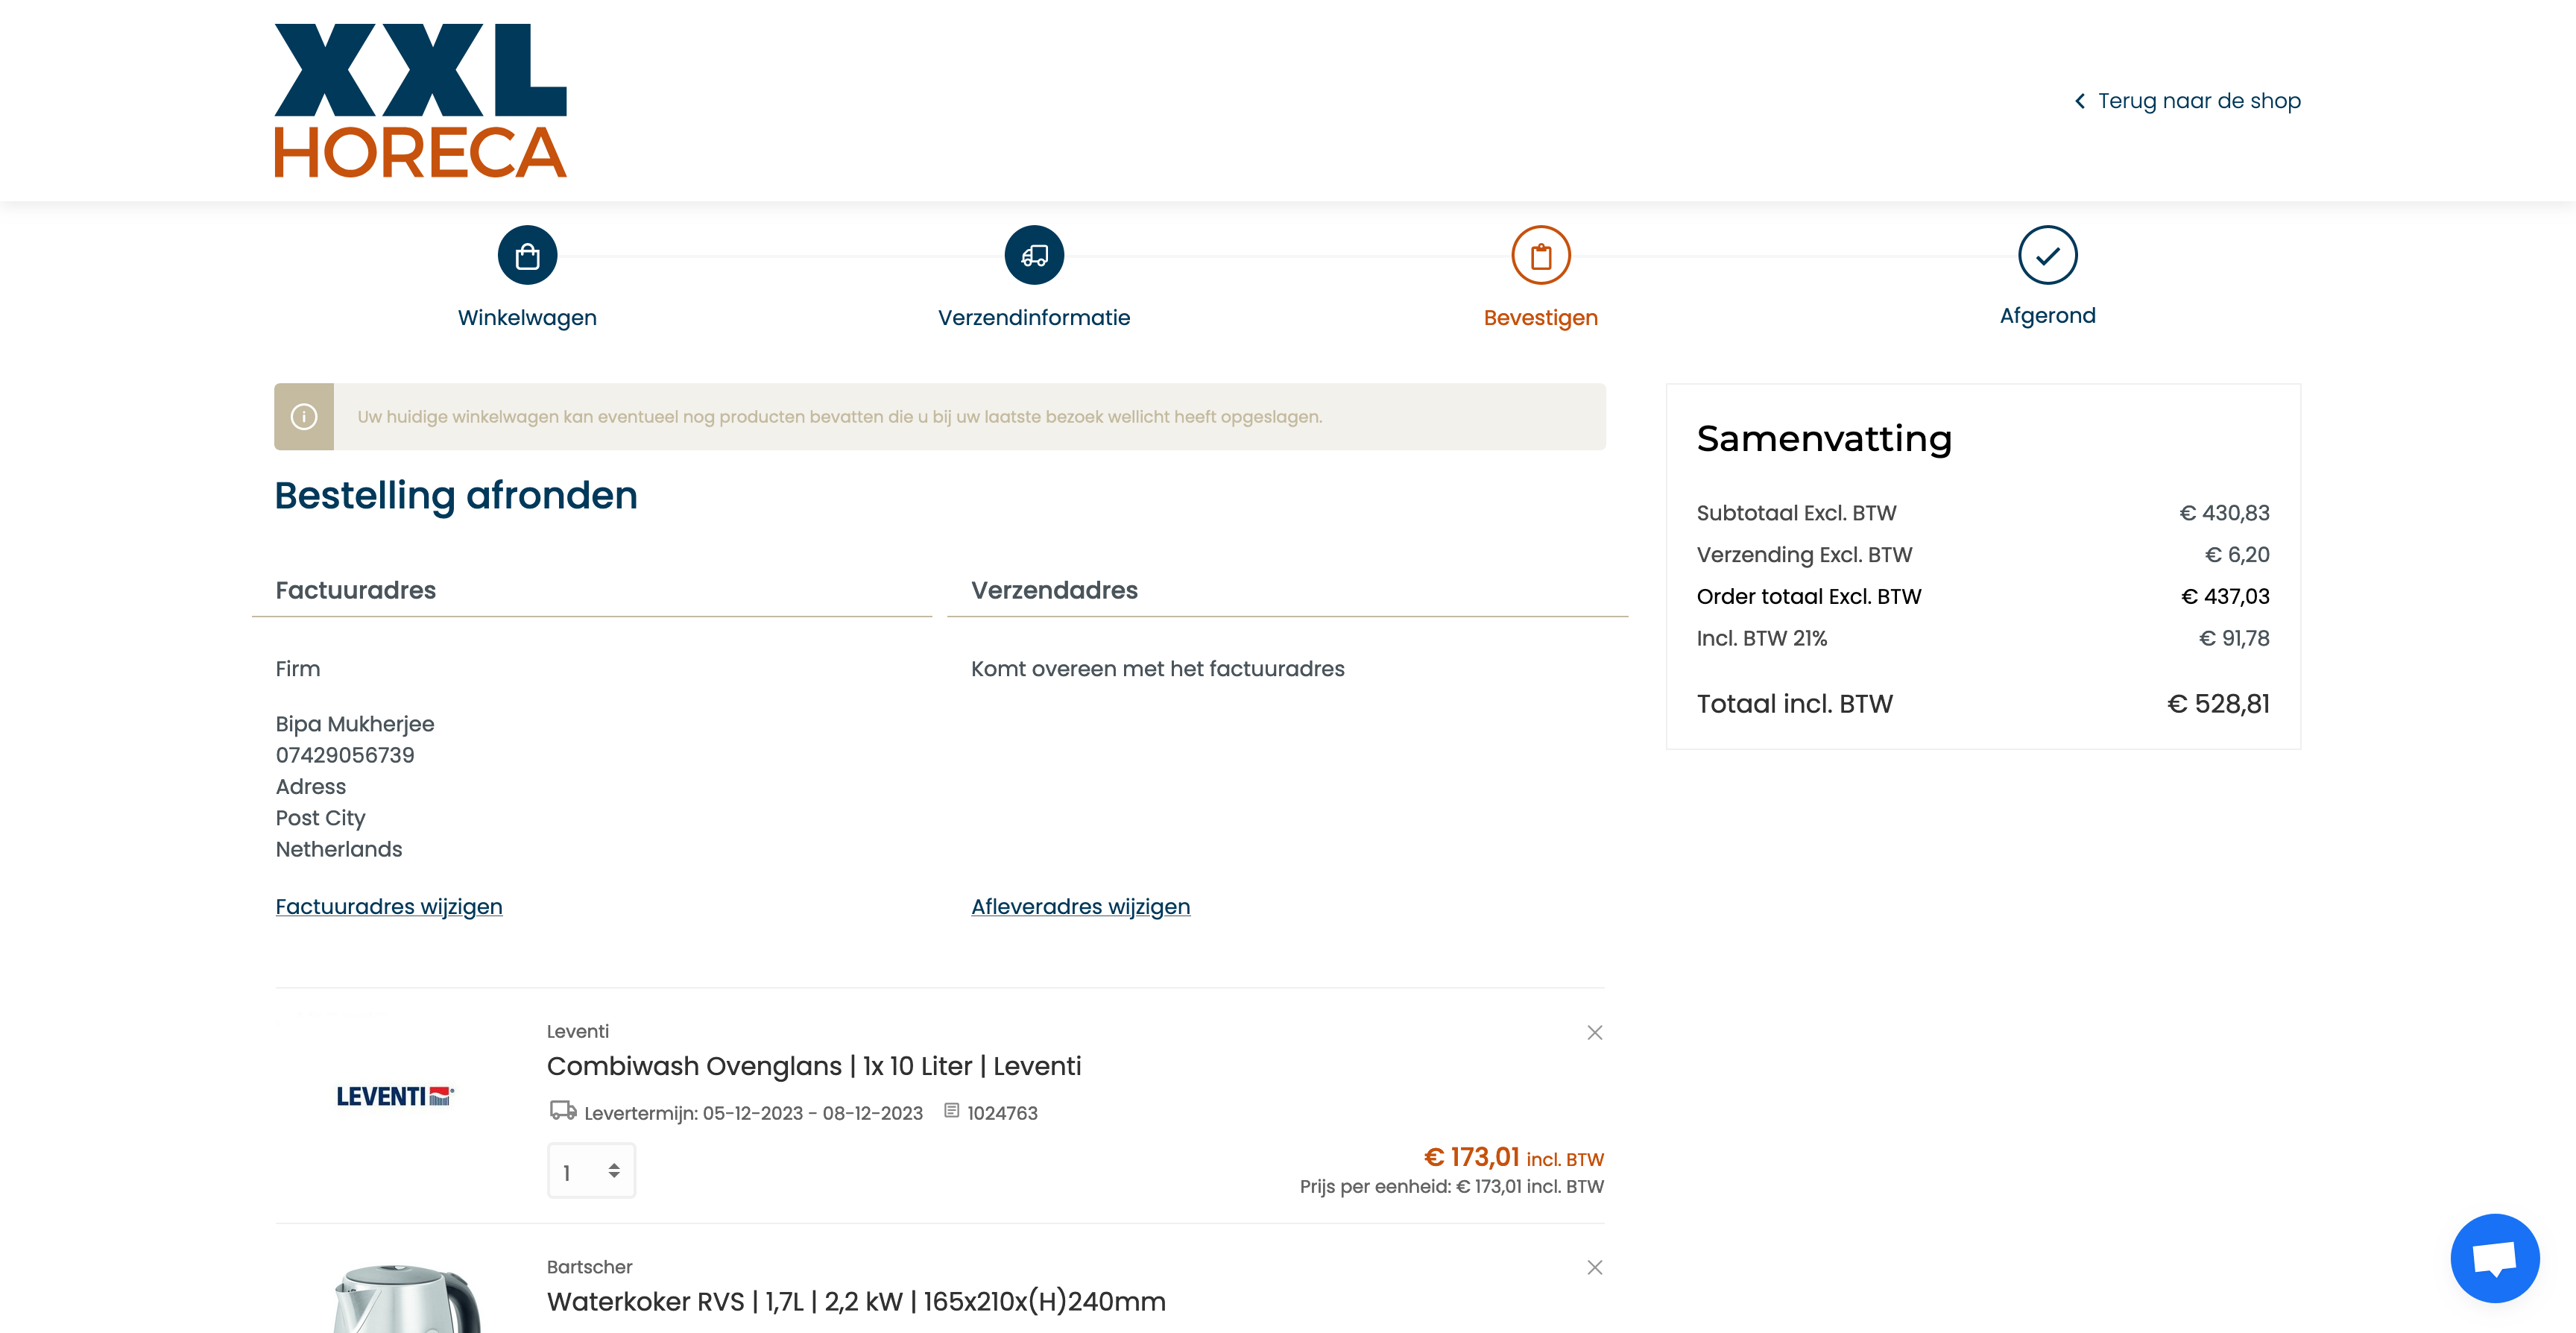 XXL
HORECA
Terug naar de shop
Winkelwagen
Verzendinformatie
Bevestigen
Afgerond
Uw huidige winkelwagen kan eventueel nog producten bevatten die u bij uw laatste bezoek wellicht heeft opgeslagen.
Bestelling afronden
Factuuradres
Firm
Bipa Mukherjee
07429056739
Adress
Post City
Netherlands
Factuuradres wijzigen
Verzendadres
Komt overeen met het factuuradres
Afleveradres wijzigen
Samenvatting
Subtotaal Excl. BTW € 430,83
Verzending Excl. BTW € 6,20
Order totaal Excl. BTW € 437,03
Incl. BTW 21% € 91,78
Totaal incl. BTW € 528,81
LEVENTI
Leventi
Combiwash Ovenglans | 1x 10 Liter | Leventi
Levertermijn: 05-12-2023 - 08-12-2023 1024763
1
€ 173,01 incl. BTW
Prijs per eenheid: € 173,01 incl. BTW
Bartscher
Waterkoker RVS | 1,7L | 2,2 kW | 165x210x(H)240mm